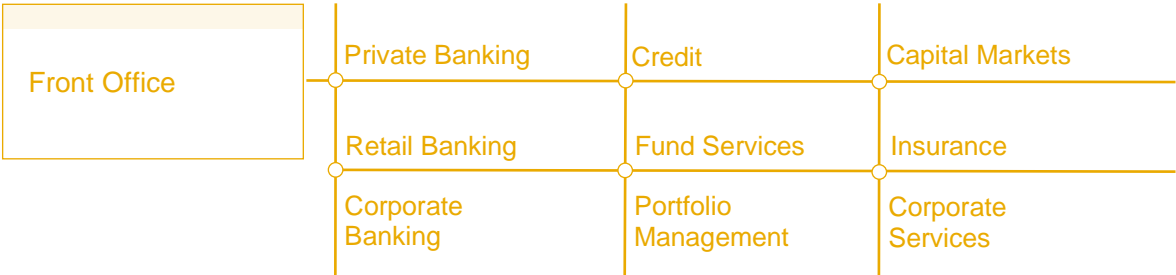 Front Office
Private Banking
Credit
Capital Markets
Retail Banking
Fund Services
Insurance
Corporate
Banking
Portfolio
Management
Corporate
Services